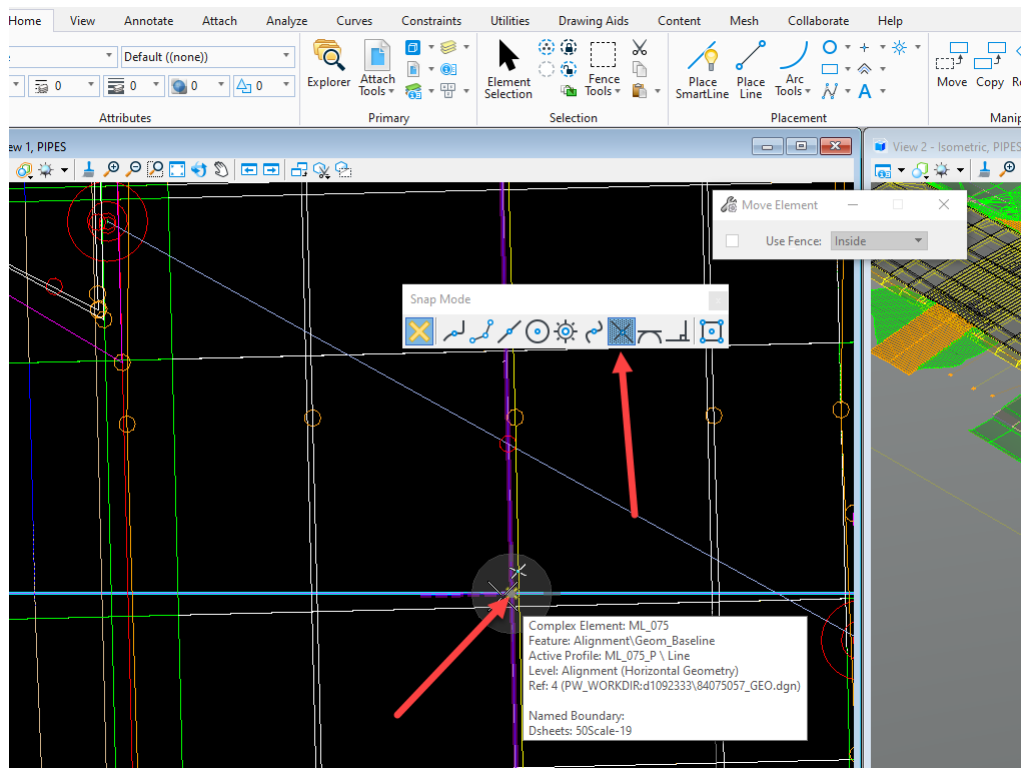 Home View Annotate Attach Analyze Curves Constraints Utilities Drawing Aids Content Mesh Collaborate Help
Default ((none))
0 0 0 0
Explorer
Attach
Tools
Element
Selection
Fence
Tools
Place
SmartLine
Place
Line
Arc
Tools
Move Copy
Attributes Primary Selection Placement
ew 1, PIPES
View 2 - Isometric, PIPES
Move Element
Use Fence: Inside
Snap Mode
Complex Element: ML_075
Feature: Alignment\Geom_Baseline
Active Profile: ML_075_P \ Line
Level: Alignment (Horizontal Geometry)
Ref: 4 (PW_WORKDIR:d1092333\84075057_GEO.dgn)
Named Boundary:
Dsheets: 50Scale-19